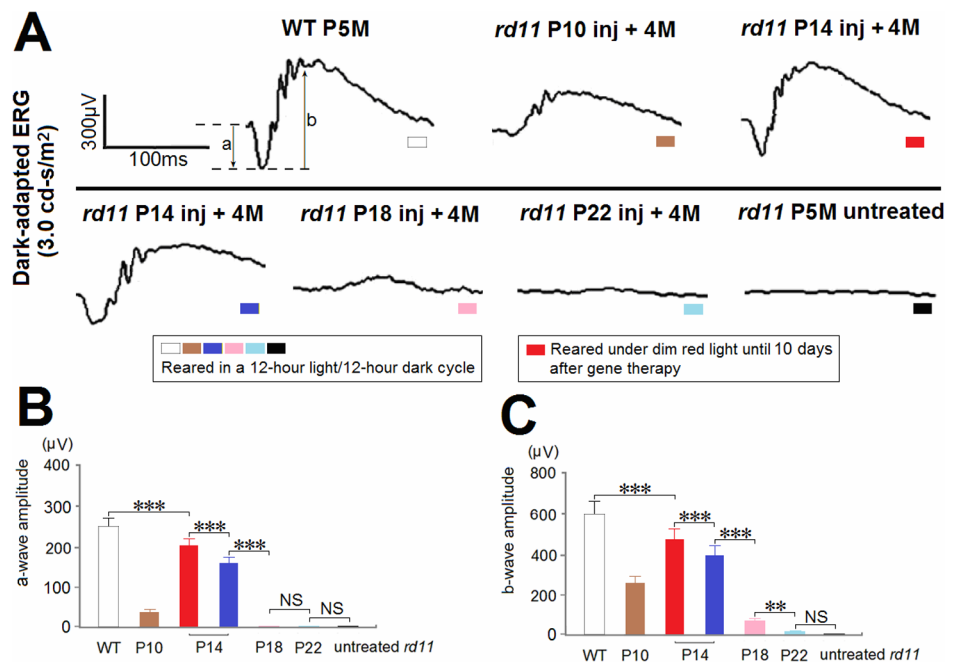 A
WT P5M
rd11 P10 inj + 4M
rd11 P14 inj + 4M
Dark-adapted ERG
(3.0 cd-s/m²)
300μV
100ms
a
b
rd11 P14 inj + 4M
rd11 P18 inj + 4M
rd11 P22 inj + 4M
rd11 P5M untreated
Reared in a 12-hour light/12-hour dark cycle
Reared under dim red light until 10 days
after gene therapy
B
(μV)
a-wave amplitude
400
300
200
100
0
***
***
***
NS
NS
WT
P10
P14
P18
P22
untreated rd11
C
(μV)
b-wave amplitude
800
600
400
200
0
***
***
***
**
NS
WT
P10
P14
P18
P22
untreated rd11